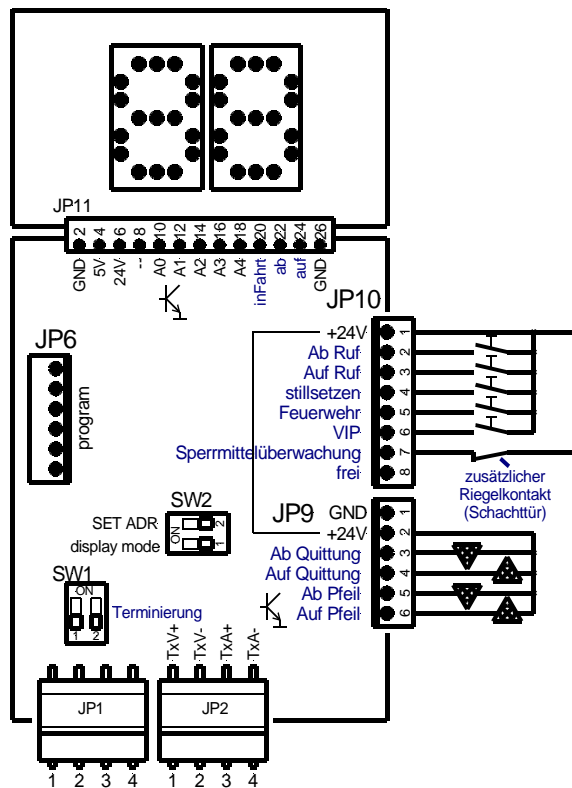 JP11
2 4 6 8 10 12 14 16 18 20 22 24 26
GND 5V 24V -- A0 A1 A2 A3 A4 inFahrt ab auf GND
JP10
+24V 1
Ab Ruf 2
Auf Ruf 3
stillsetzen 4
Feuerwehr 5
VIP 6
Sperrmittelüberwachung 7
frei 8
zusätzlicher
Riegelkontakt
(Schachttür)
JP6
program
SW2
SET ADR
display mode
ON
2
1
JP9
GND 1
+24V 2
Ab Quittung 3
Auf Quittung 4
Ab Pfeil 5
Auf Pfeil 6
SW1
ON
1 2
Terminierung
TxV+ TxV- TxA+ TxA-
JP1 JP2
1 2 3 4 1 2 3 4